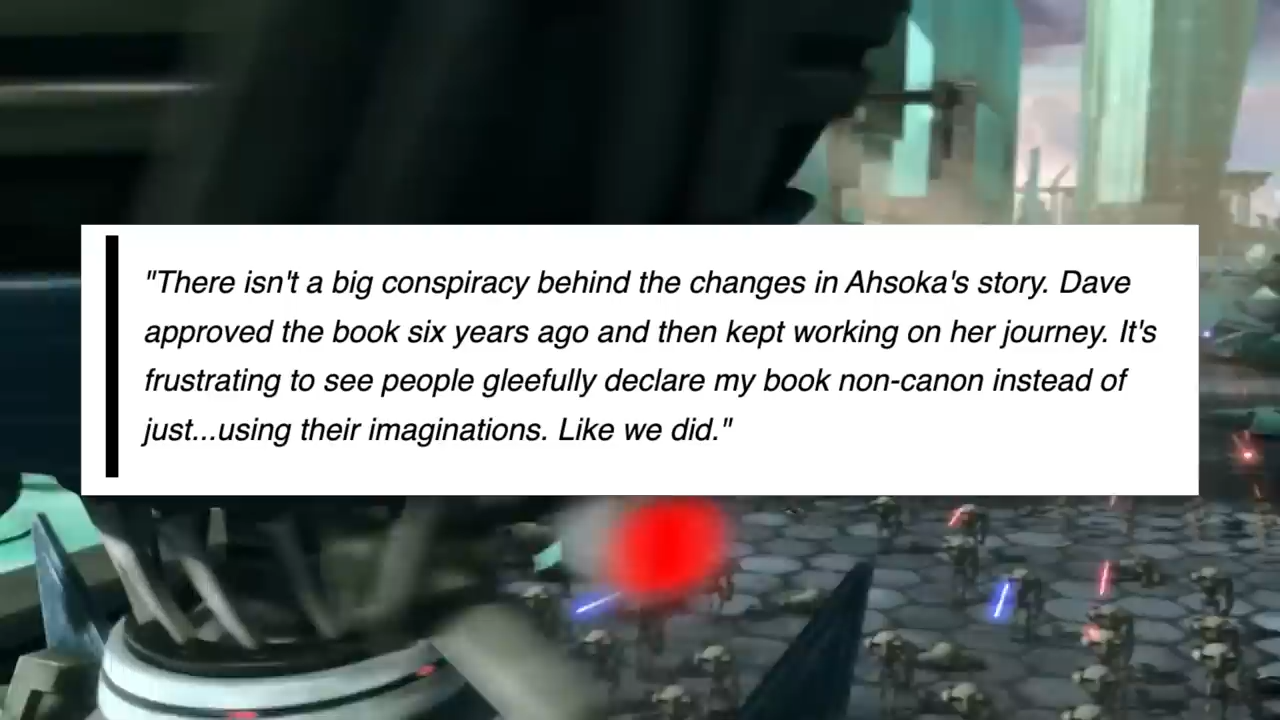 "There isn't a big conspiracy behind the changes in Ahsoka's story. Dave
approved the book six years ago and then kept working on her journey. It's
frustrating to see people gleefully declare my book non-canon instead of
just...using their imaginations. Like we did."